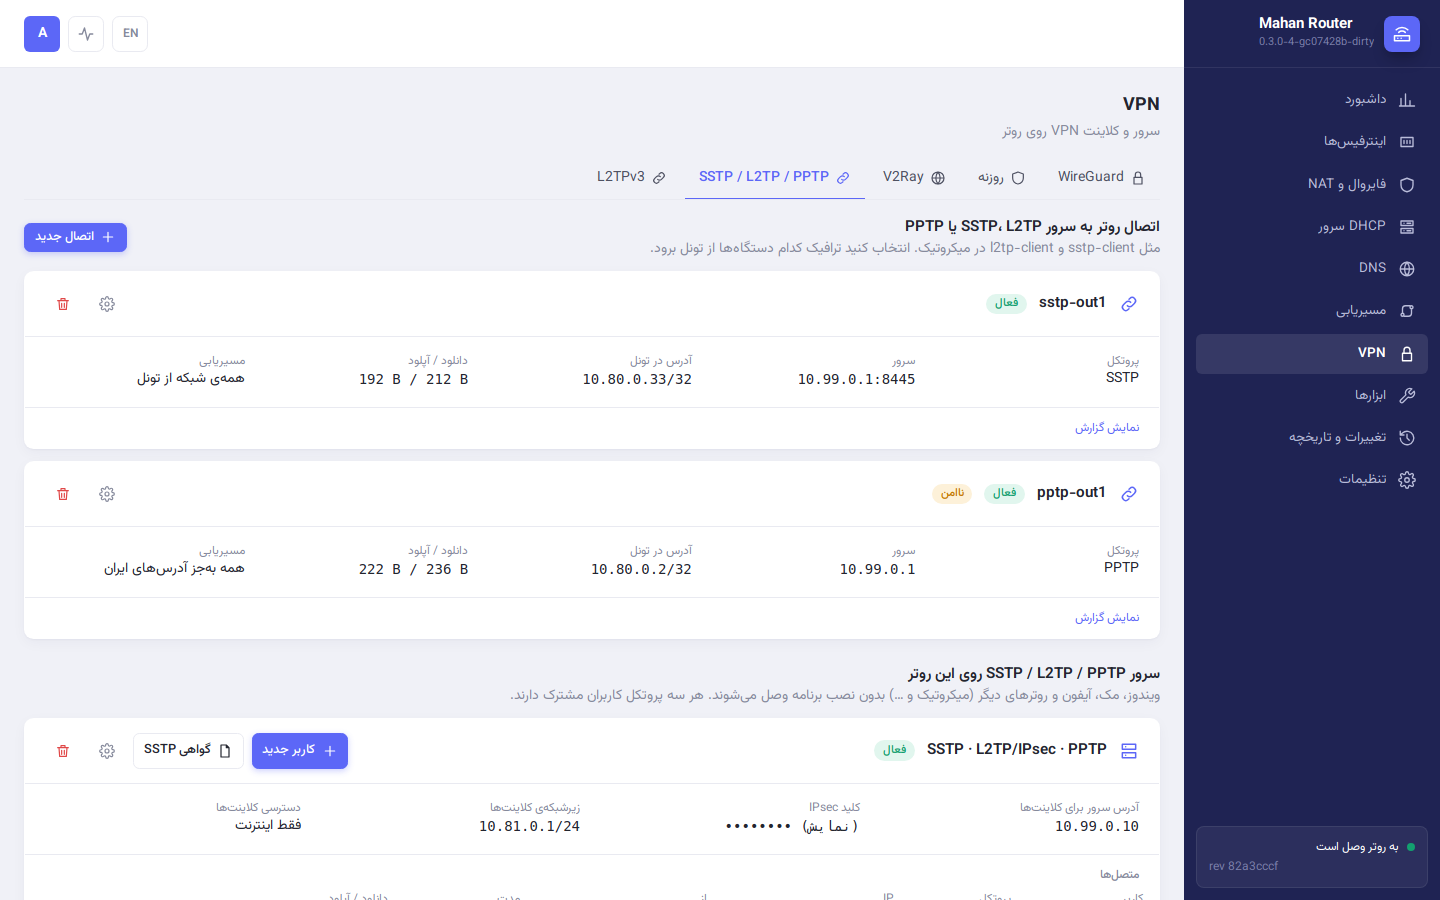 Mahan Router
0.3.0-4-gc07428b-dirty
داشبورد
اینترفیس‌ها
فایروال و NAT
DHCP سرور
DNS
مسیریابی
VPN
ابزارها
تغییرات و تاریخچه
تنظیمات
به روتر وصل است
rev 82a3cccf
EN
A
VPN
سرور و کلاینت VPN روی روتر
WireGuard
روزنه
V2Ray
SSTP / L2TP / PPTP
L2TPv3
اتصال روتر به سرور SSTP، L2TP یا PPTP
مثل sstp-client و l2tp-client در میکروتیک. انتخاب کنید ترافیک کدام دستگاه‌ها از تونل برود.
اتصال جدید
sstp-out1 فعال
پروتکل سرور آدرس در تونل دانلود / آپلود مسیریابی
SSTP 10.99.0.1:8445 10.80.0.33/32 192 B / 212 B همه‌ی شبکه از تونل
نمایش گزارش
pptp-out1 فعال ناامن
پروتکل سرور آدرس در تونل دانلود / آپلود مسیریابی
PPTP 10.99.0.1 10.80.0.2/32 222 B / 236 B همه به‌جز آدرس‌های ایران
نمایش گزارش
سرور SSTP / L2TP / PPTP روی این روتر
ویندوز، مک، آیفون و روترهای دیگر (میکروتیک و ...) بدون نصب برنامه وصل می‌شوند. هر سه پروتکل کاربران مشترک دارند.
SSTP · L2TP/IPsec · PPTP فعال
کاربر جدید
گواهی SSTP
آدرس سرور برای کلاینت‌ها کلید IPsec زیرشبکه‌ی کلاینت‌ها دسترسی کلاینت‌ها
10.99.0.10 •••••••• (نمایش) 10.81.0.1/24 فقط اینترنت
متصل‌ها
کاربر پروتکل IP از مدت دانلود / آپلود